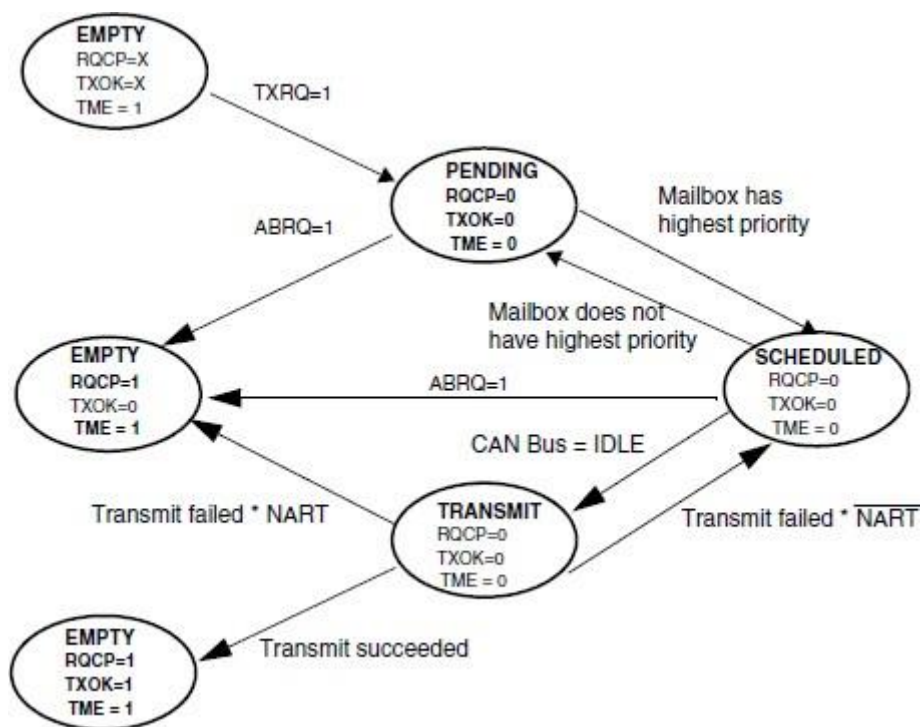 EMPTY
RQCP=X
TXOK=X
TME = 1
TXRQ=1
PENDING
RQCP=0
TXOK=0
TME = 0
Mailbox has
highest priority
ABRQ=1
Mailbox does not
have highest priority
EMPTY
RQCP=1
TXOK=0
TME = 1
ABRQ=1
SCHEDULED
RQCP=0
TXOK=0
TME = 0
CAN Bus = IDLE
Transmit failed * NART
TRANSMIT
RQCP=0
TXOK=0
TME = 0
Transmit failed * N̅A̅R̅T̅
EMPTY
RQCP=1
TXOK=1
TME = 1
Transmit succeeded